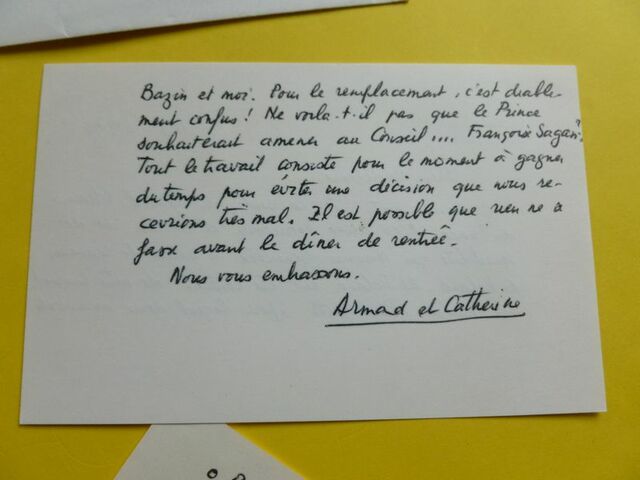 Bazin et moi. Pour le remplacement, c'est diable-
ment confus ! Ne voila-t-il pas que le Prince
souhaiterait amener au Conseil.... Françoise Sagan ?
Tout le travail consiste pour le moment à gagner
du temps pour éviter une décision que nous re-
cevrions très mal. Il est possible que rien ne
fasse avant le dîner de rentrée.
Nous vous embrassons.
Armand et Catherine